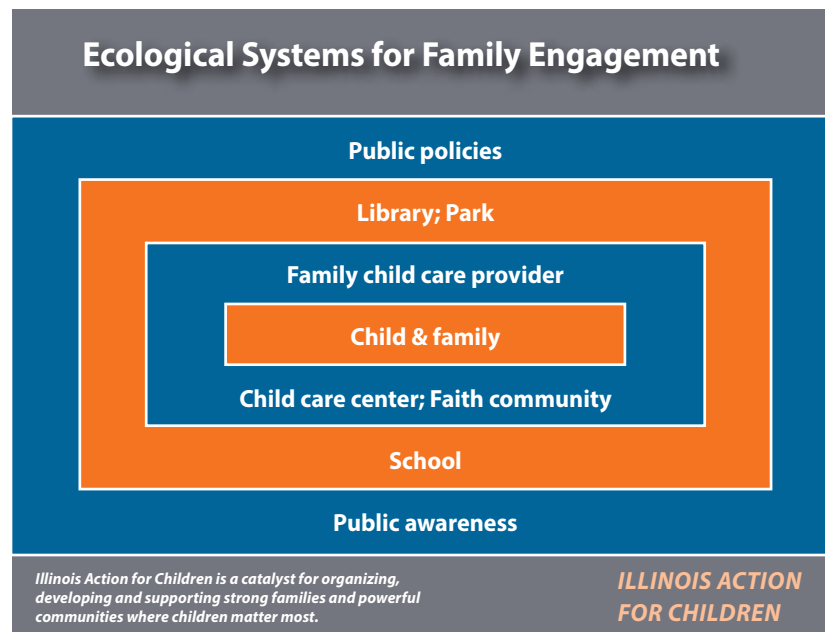 Ecological Systems for Family Engagement
Public policies
Library; Park
Family child care provider
Child & family
Child care center; Faith community
School
Public awareness
Illinois Action for Children is a catalyst for organizing,
developing and supporting strong families and powerful
communities where children matter most.
ILLINOIS ACTION
FOR CHILDREN